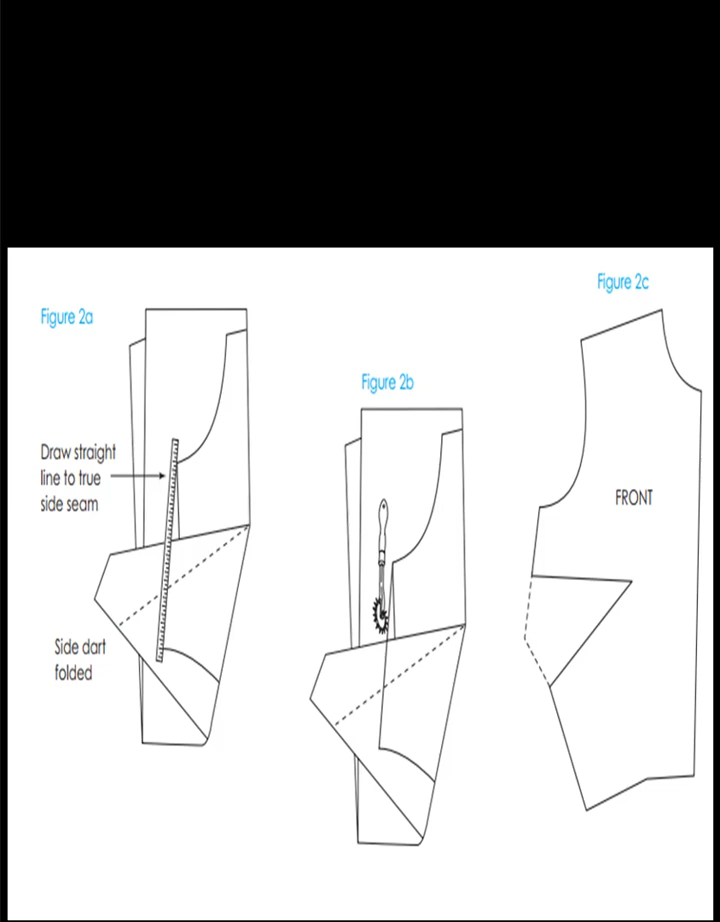 Figure 2a
Draw straight
line to true
side seam
Side dart
folded
Figure 2b
Figure 2c
FRONT